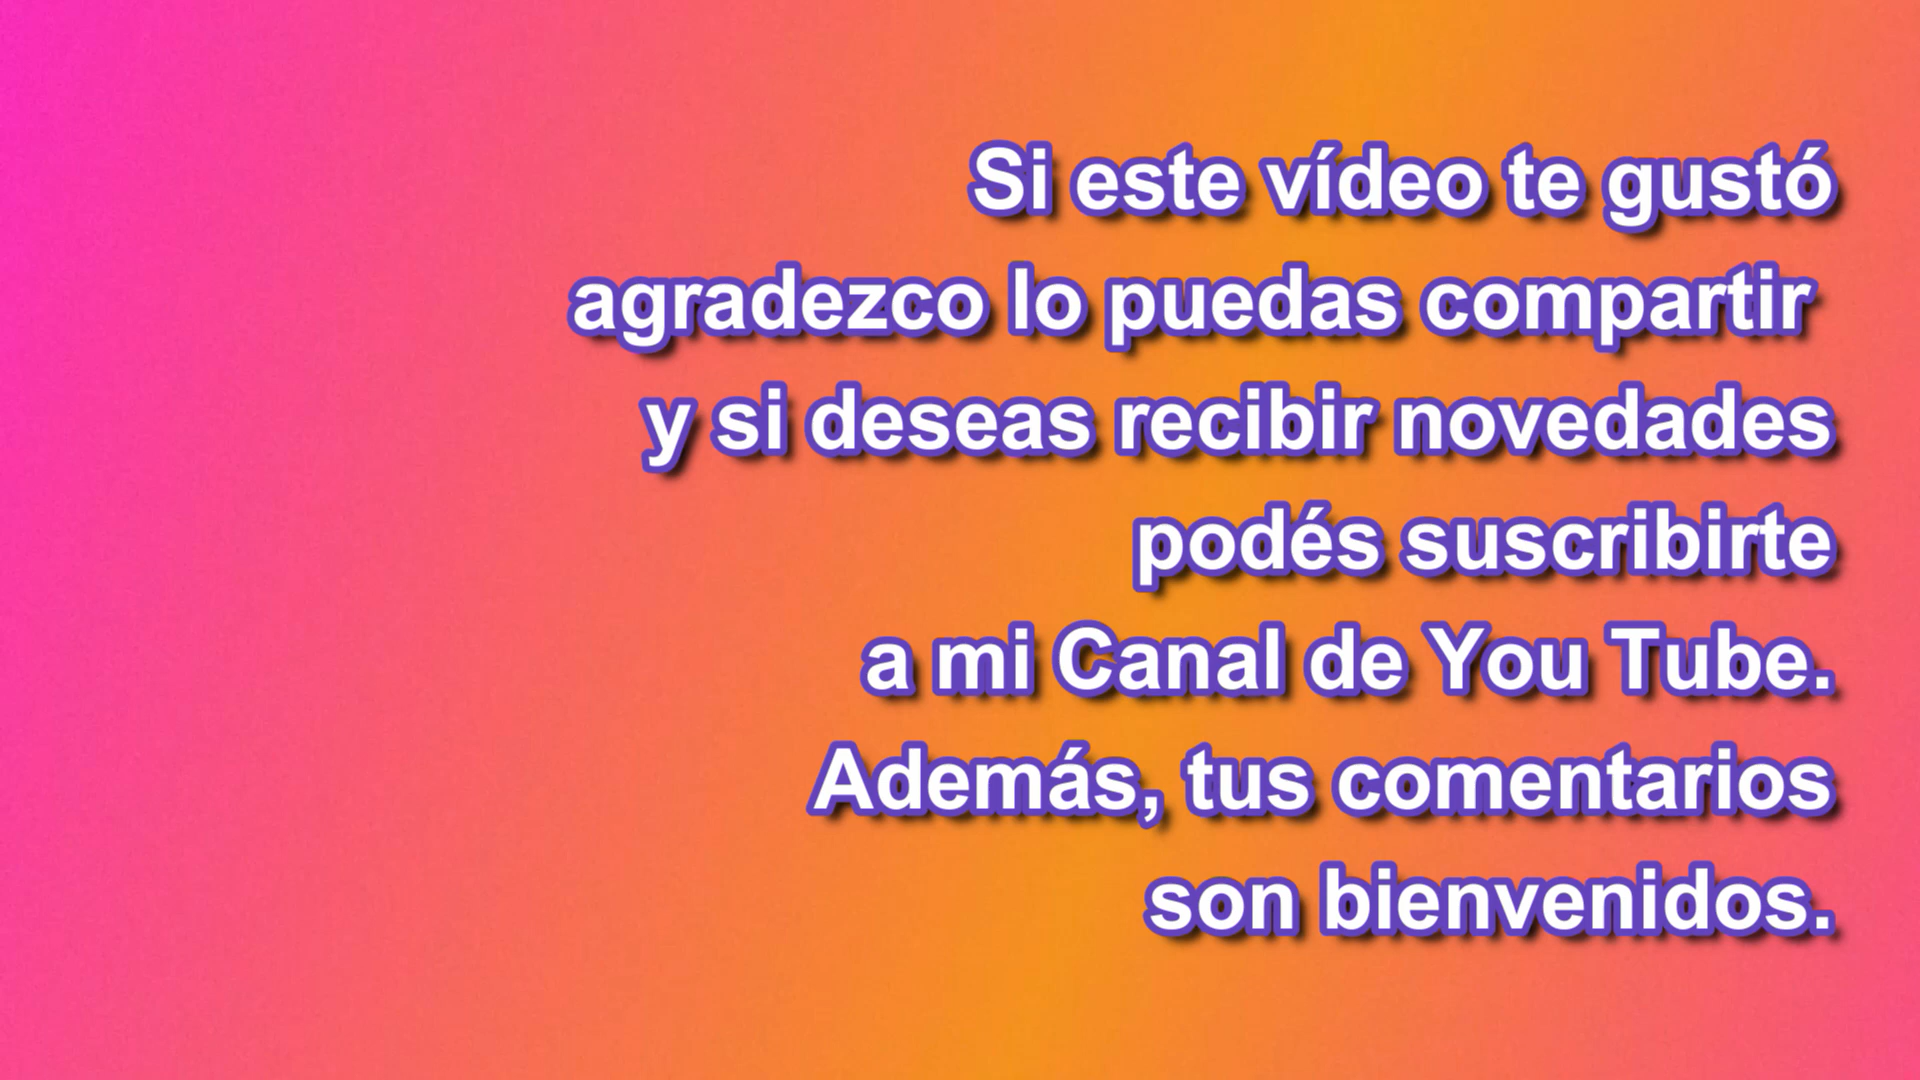 Si este vídeo te gustó
agradezco lo puedas compartir
y si deseas recibir novedades
podés suscribirte
a mi Canal de You Tube.
Además, tus comentarios
son bienvenidos.